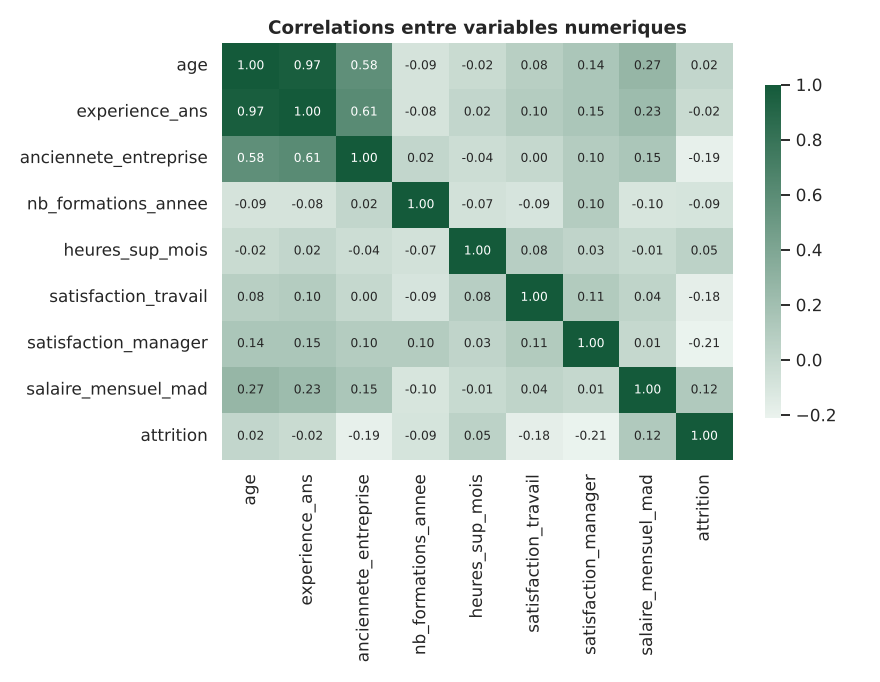 Correlations entre variables numeriques
age 1.00 0.97 0.58 -0.09 -0.02 0.08 0.14 0.27 0.02
experience_ans 0.97 1.00 0.61 -0.08 0.02 0.10 0.15 0.23 -0.02
anciennete_entreprise 0.58 0.61 1.00 0.02 -0.04 0.00 0.10 0.15 -0.19
nb_formations_annee -0.09 -0.08 0.02 1.00 -0.07 -0.09 0.10 -0.10 -0.09
heures_sup_mois -0.02 0.02 -0.04 -0.07 1.00 0.08 0.03 -0.01 0.05
satisfaction_travail 0.08 0.10 0.00 -0.09 0.08 1.00 0.11 0.04 -0.18
satisfaction_manager 0.14 0.15 0.10 0.10 0.03 0.11 1.00 0.01 -0.21
salaire_mensuel_mad 0.27 0.23 0.15 -0.10 -0.01 0.04 0.01 1.00 0.12
attrition 0.02 -0.02 -0.19 -0.09 0.05 -0.18 -0.21 0.12 1.00
age
experience_ans
anciennete_entreprise
nb_formations_annee
heures_sup_mois
satisfaction_travail
satisfaction_manager
salaire_mensuel_mad
attrition
1.0
0.8
0.6
0.4
0.2
0.0
−0.2